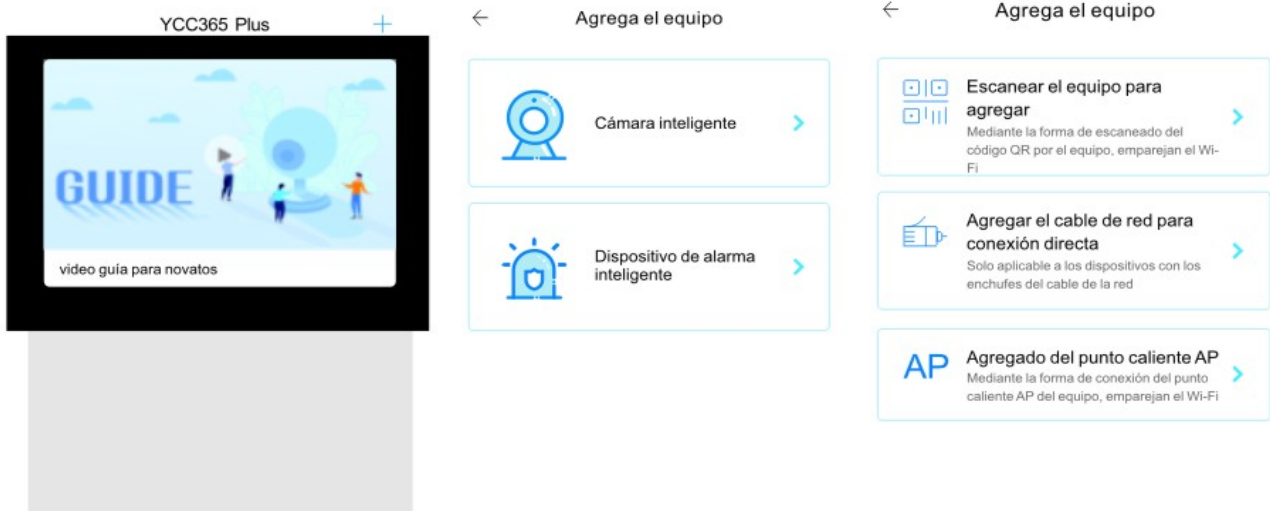 YCC365 Plus
GUIDE
video guía para novatos
Agrega el equipo
Cámara inteligente
Dispositivo de alarma
inteligente
Agrega el equipo
Escanear el equipo para
agregar
Mediante la forma de escaneado del
código QR por el equipo, emparejan el Wi-
Fi
Agregar el cable de red para
conexión directa
Solo aplicable a los dispositivos con los
enchufes del cable de la red
AP
Agregado del punto caliente AP
Mediante la forma de conexión del punto
caliente AP del equipo, emparejan el Wi-Fi